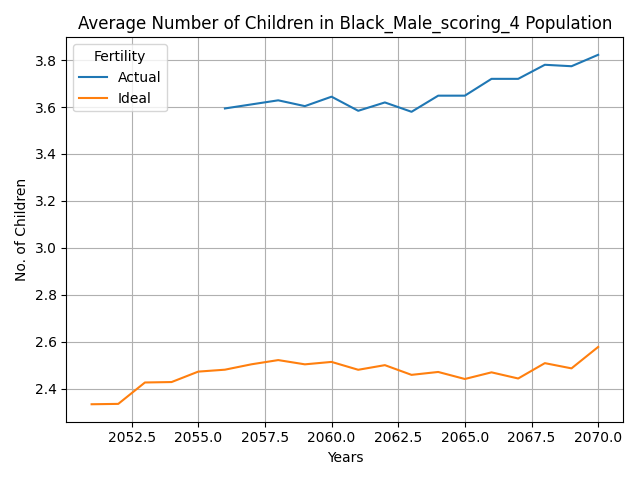 Average Number of Children in Black_Male_scoring_4 Population
Fertility
Actual
Ideal
3.8
3.6
3.4
3.2
3.0
2.8
2.6
2.4
No. of Children
2052.5 2055.0 2057.5 2060.0 2062.5 2065.0 2067.5 2070.0
Years